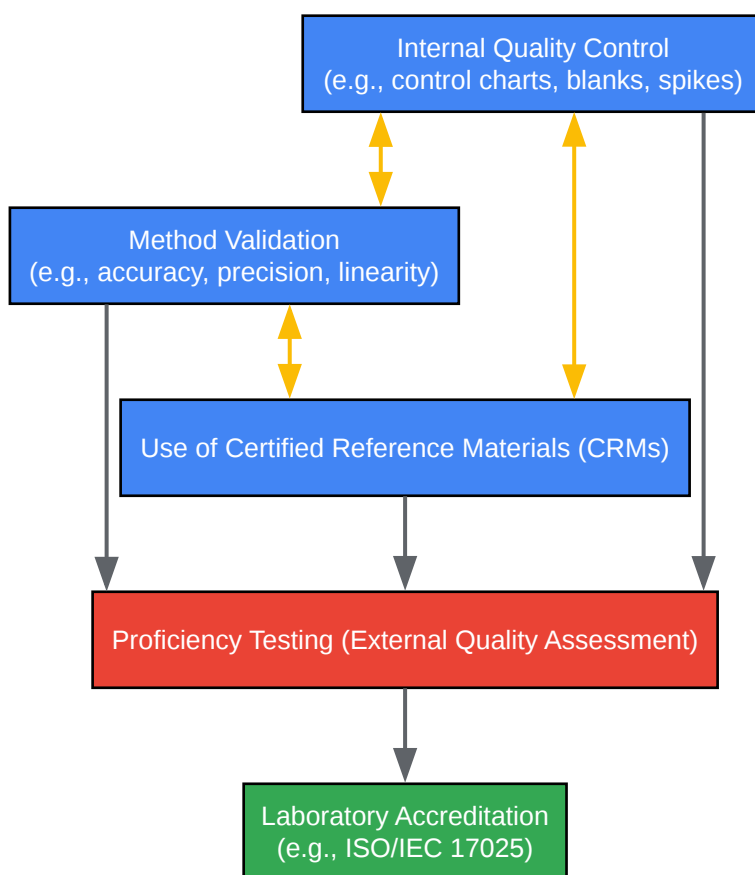 Internal Quality Control
(e.g., control charts, blanks, spikes)
Method Validation
(e.g., accuracy, precision, linearity)
Use of Certified Reference Materials (CRMs)
Proficiency Testing (External Quality Assessment)
Laboratory Accreditation
(e.g., ISO/IEC 17025)